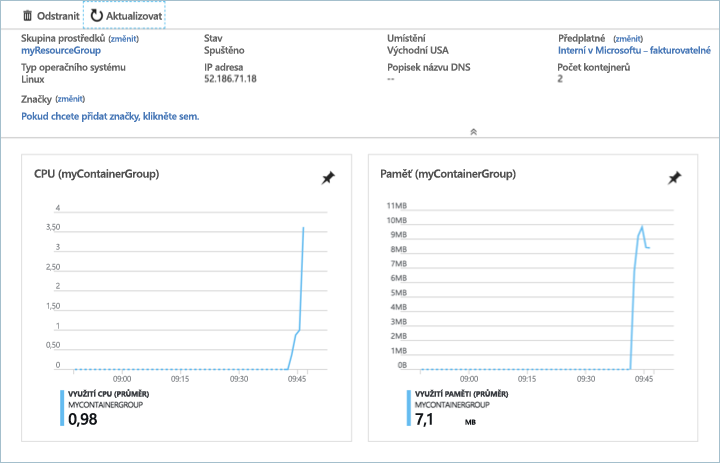 Odstranit Aktualizovat
Skupina prostředků (změnit) Stav Umístění Předplatné (změnit)
myResourceGroup Spuštěno Východní USA Interní v Microsoftu – fakturovatelné
Typ operačního systému IP adresa Popisek názvu DNS Počet kontejnerů
Linux 52.186.71.18 -- 2
Značky (změnit)
Pokud chcete přidat značky, klikněte sem.
CPU (myContainerGroup)
4
3,50
3
2,50
2
1,50
1
0,50
0
09:00 09:15 09:30 09:45
VYUŽITÍ CPU (PRŮMĚR)
MYCONTAINERGROUP
0,98
Paměť (myContainerGroup)
11MB
10MB
9MB
8MB
7MB
6MB
5MB
4MB
3MB
2MB
1MB
0B
09:00 09:15 09:30 09:45
VYUŽITÍ PAMĚTI (PRŮMĚR)
MYCONTAINERGROUP
7,1 MB